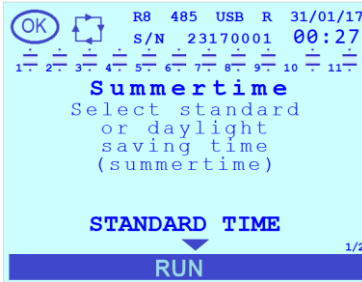 OK R8 485 USB R 31/01/17
S/N 23170001 00:27
1 2 3 4 5 6 7 8 9 10 11
Summertime
Select standard
or daylight
saving time
(summertime)
STANDARD TIME
1/2
RUN